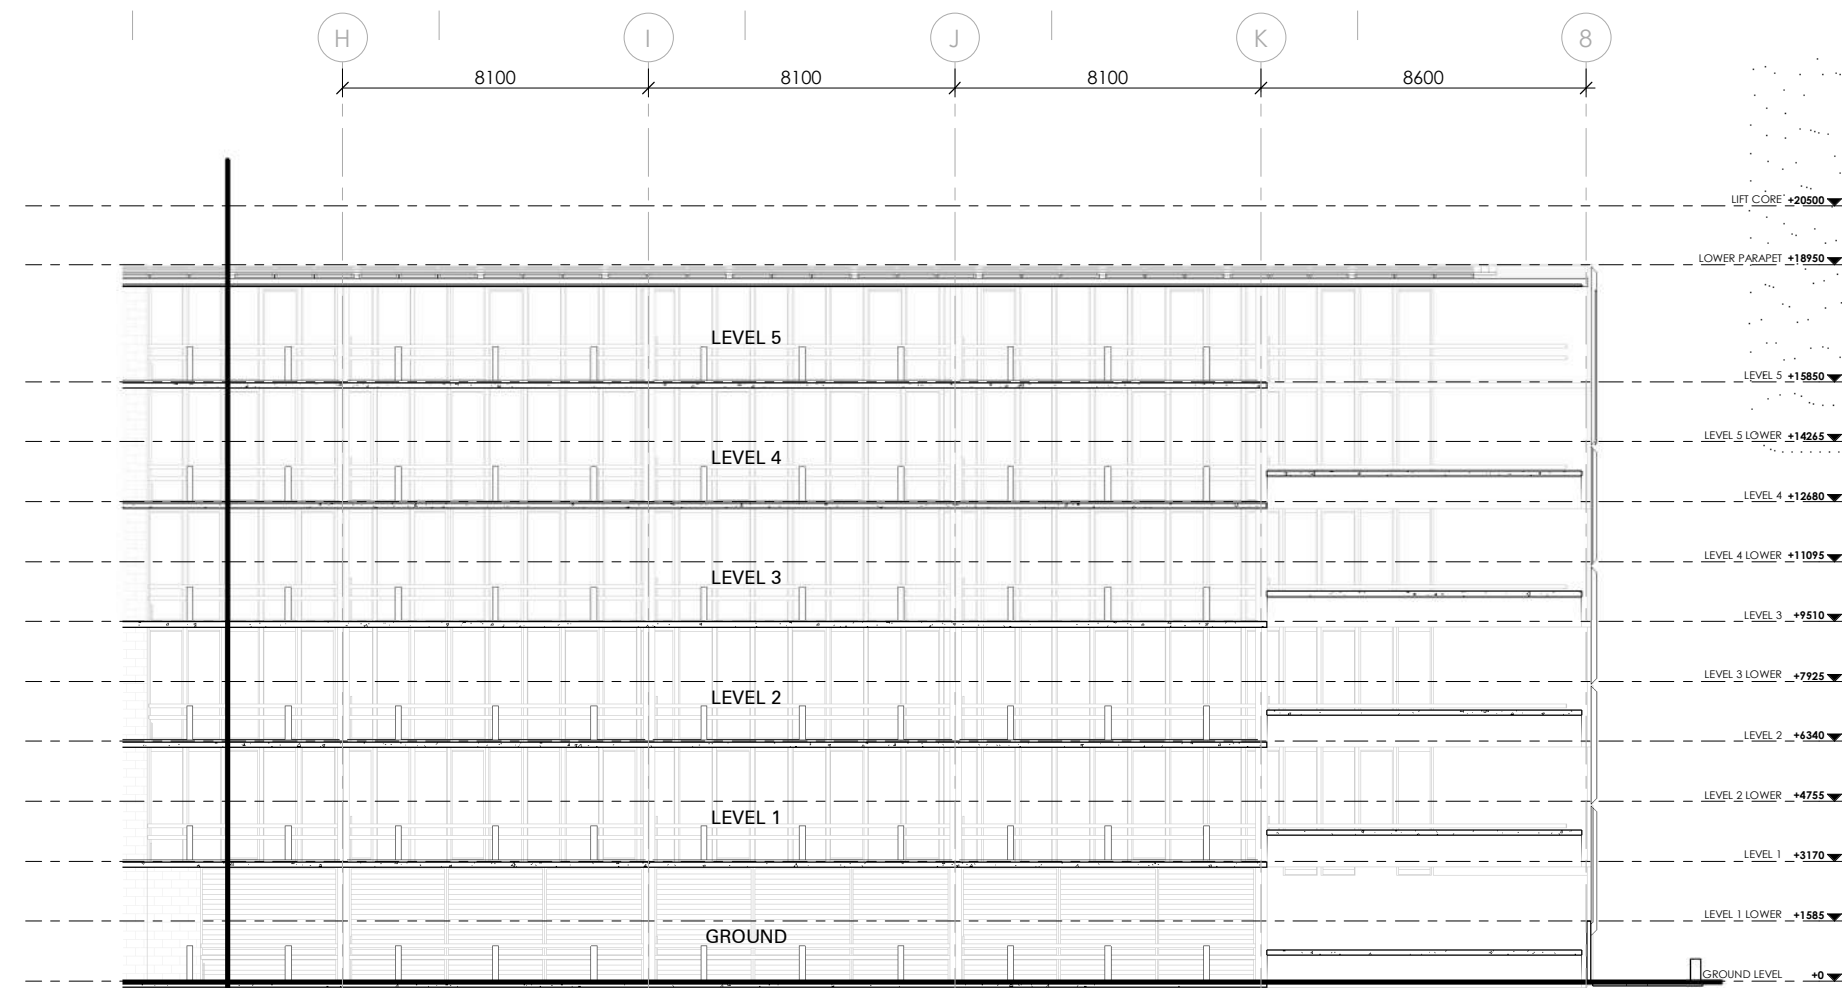 H I J K 8
8100 8100 8100 8600
LIFT CORE +20500
LOWER PARAPET +18950
LEVEL 5
LEVEL 5 +15850
LEVEL 5 LOWER +14265
LEVEL 4
LEVEL 4 +12680
LEVEL 4 LOWER +11095
LEVEL 3
LEVEL 3 +9510
LEVEL 3 LOWER +7925
LEVEL 2
LEVEL 2 +6340
LEVEL 2 LOWER +4755
LEVEL 1
LEVEL 1 +3170
LEVEL 1 LOWER +1585
GROUND
GROUND LEVEL +0